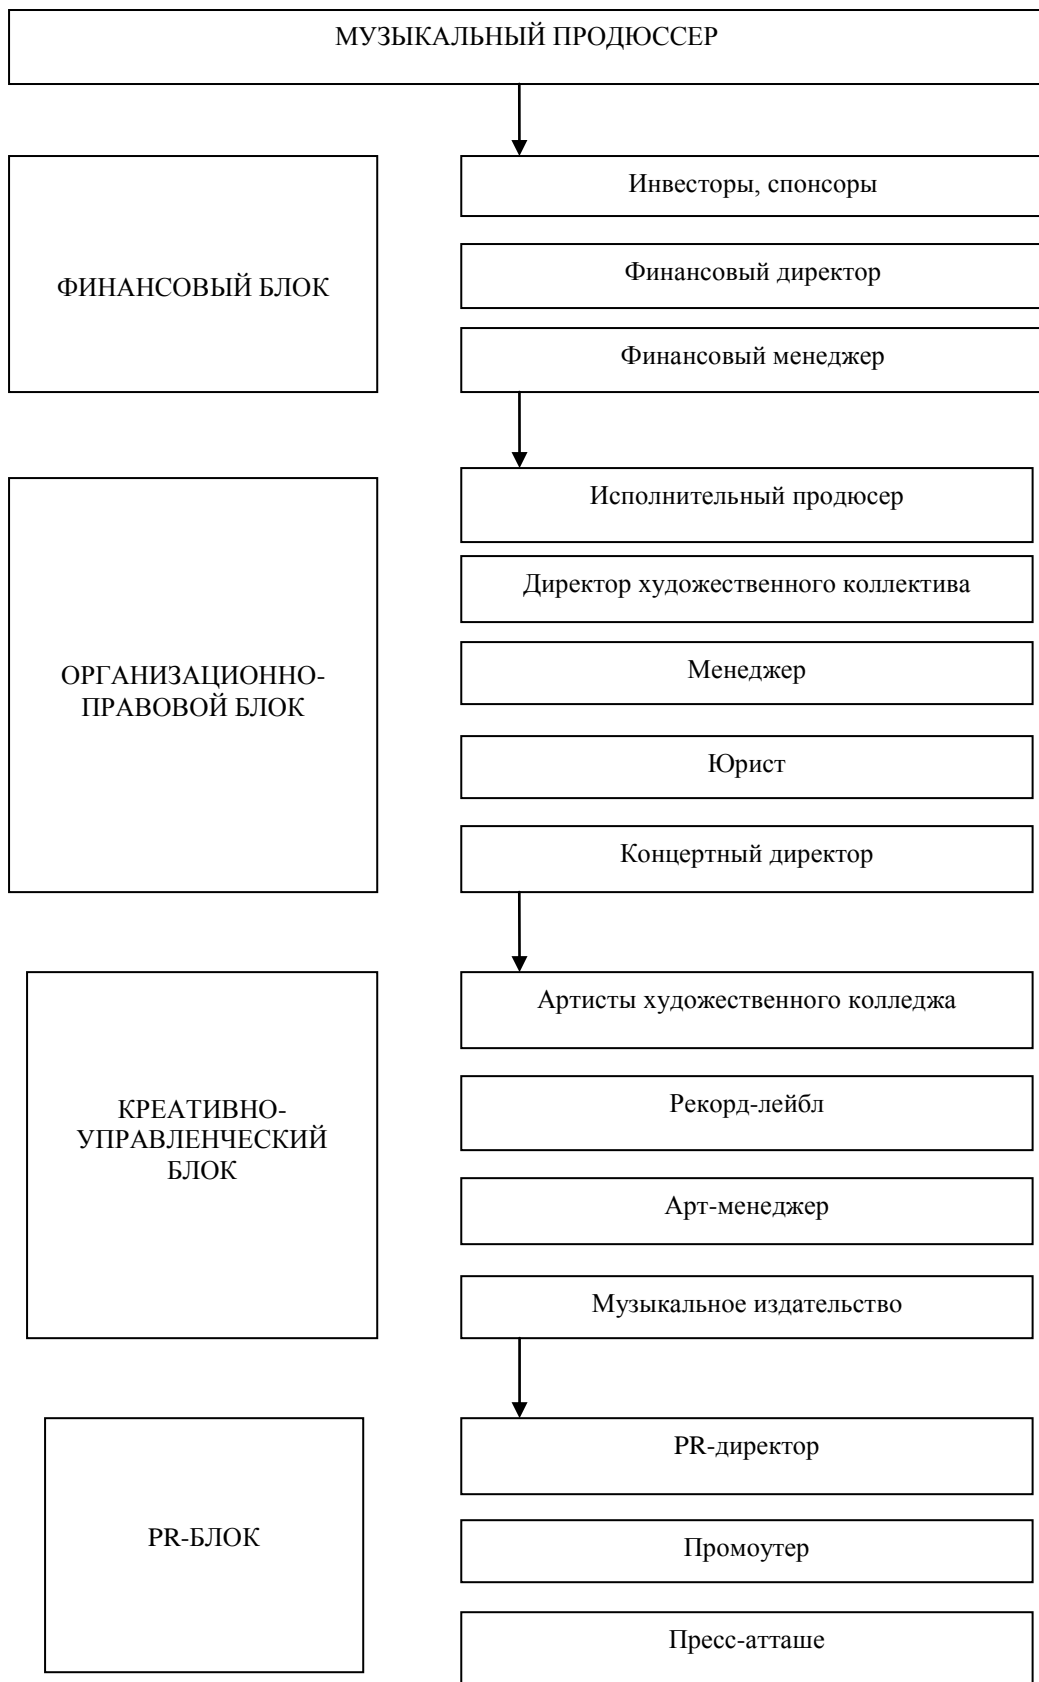 МУЗЫКАЛЬНЫЙ ПРОДЮССЕР
Инвесторы, спонсоры
ФИНАНСОВЫЙ БЛОК
Финансовый директор
Финансовый менеджер
Исполнительный продюсер
Директор художественного коллектива
ОРГАНИЗАЦИОННО-
ПРАВОВОЙ БЛОК
Менеджер
Юрист
Концертный директор
Артисты художественного колледжа
КРЕАТИВНО-
УПРАВЛЕНЧЕСКИЙ
БЛОК
Рекорд-лейбл
Арт-менеджер
Музыкальное издательство
PR-директор
PR-БЛОК
Промоутер
Пресс-атташе